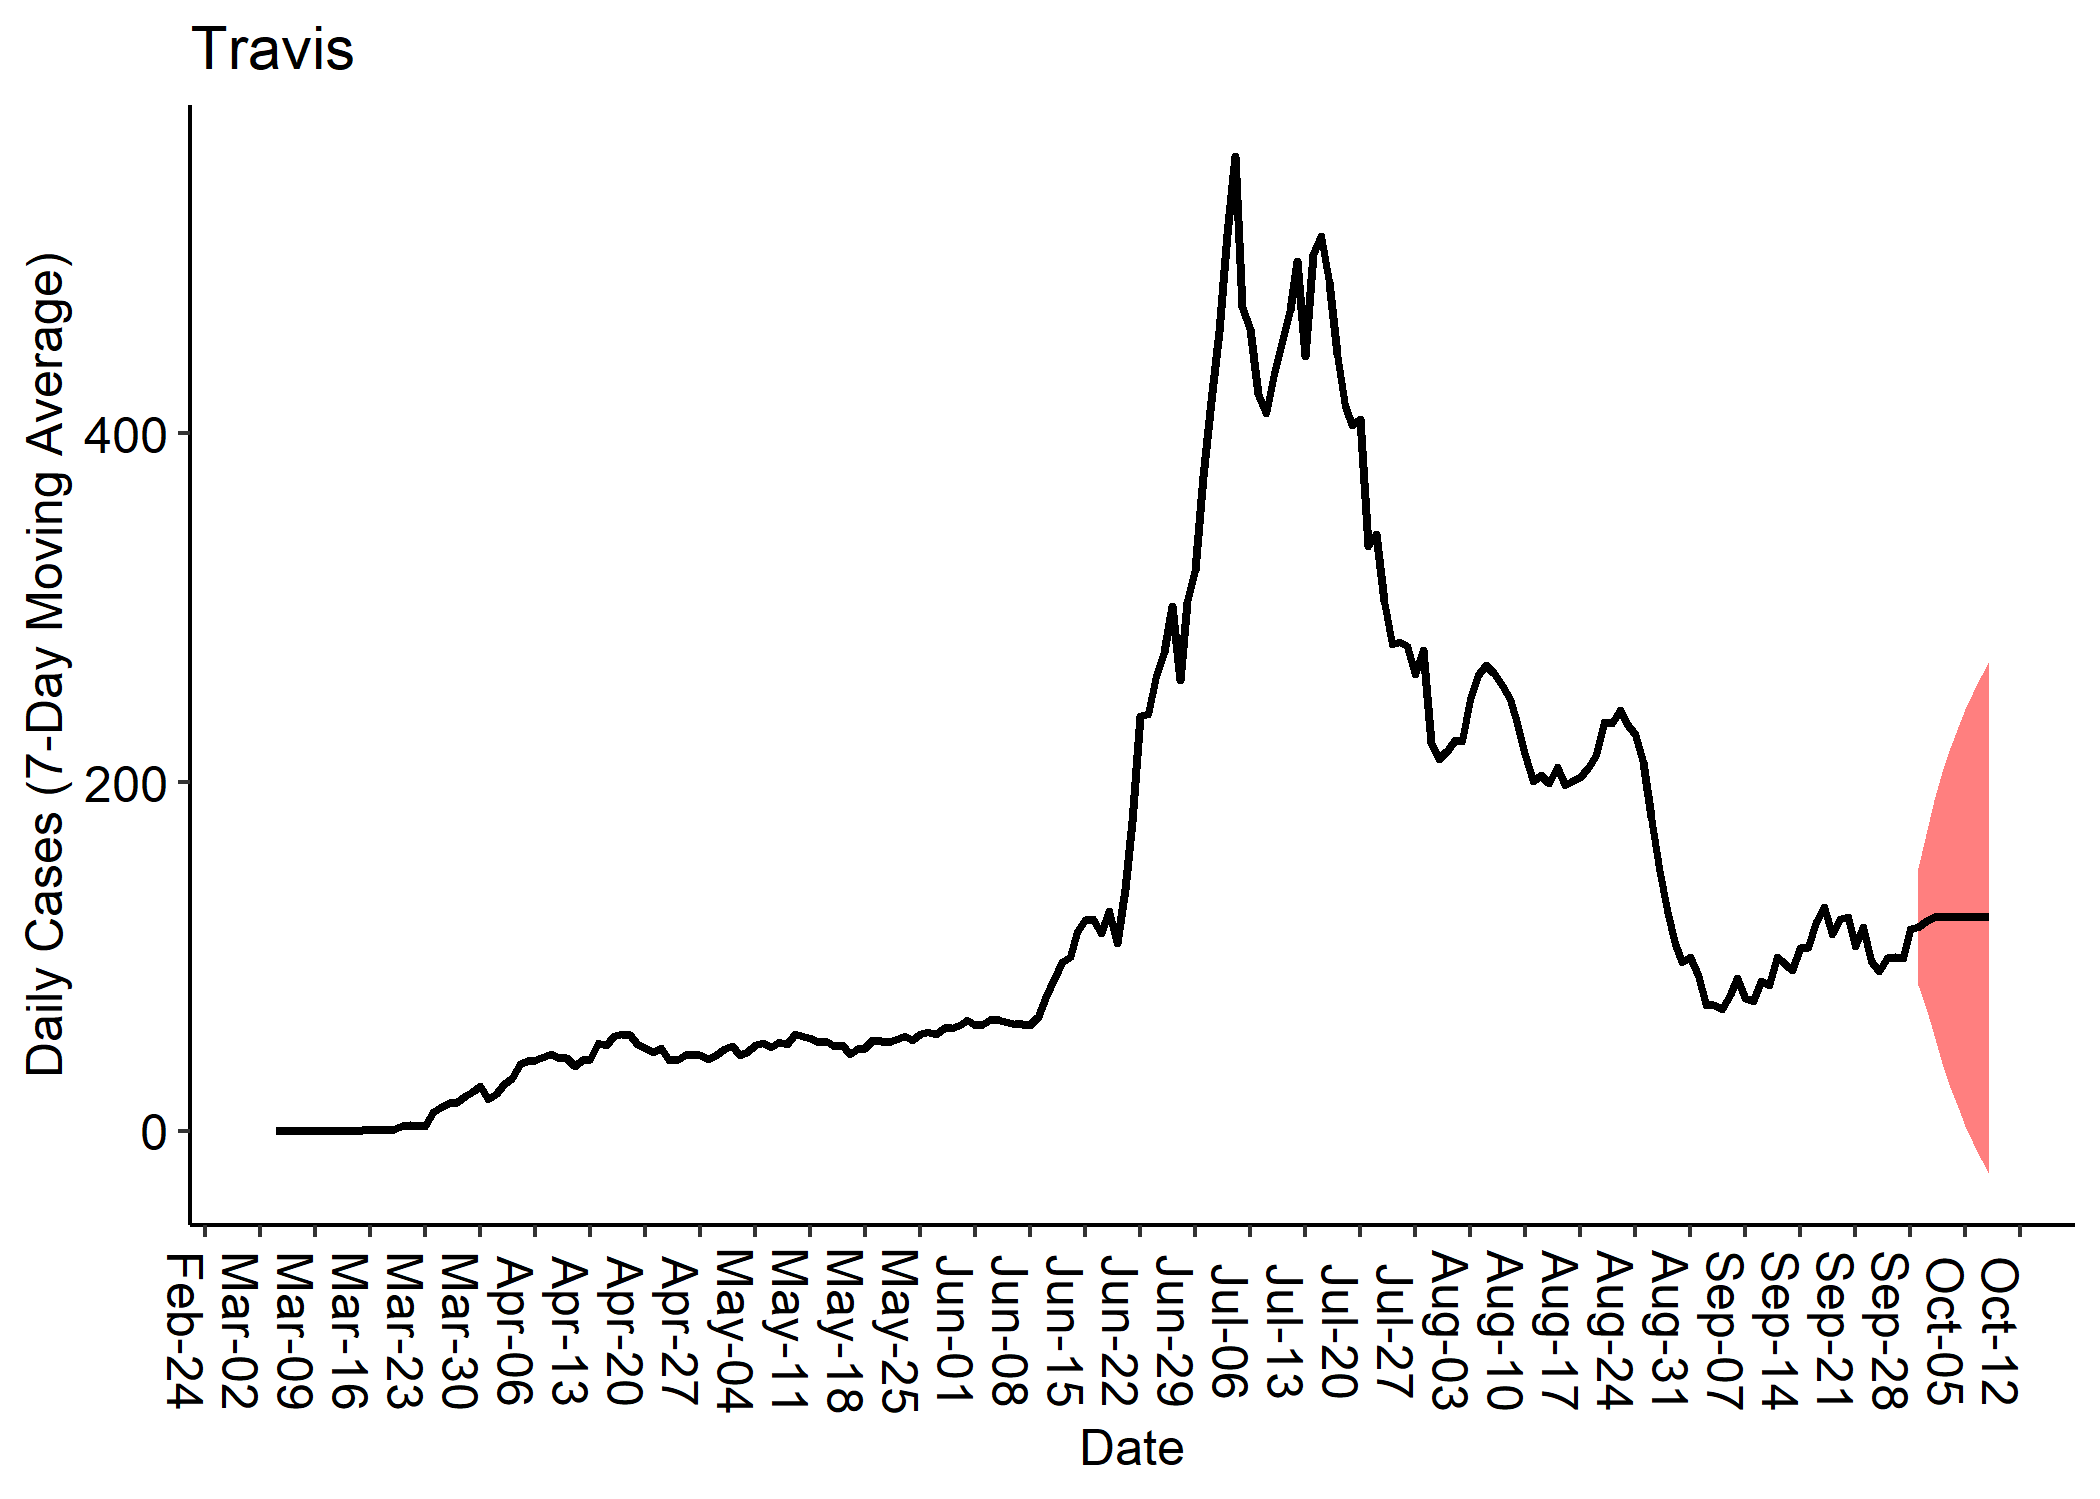 Travis
Daily Cases (7-Day Moving Average)
400
200
0
Feb-24
Mar-02
Mar-09
Mar-16
Mar-23
Mar-30
Apr-06
Apr-13
Apr-20
Apr-27
May-04
May-11
May-18
May-25
Jun-01
Jun-08
Jun-15
Jun-22
Jun-29
Jul-06
Jul-13
Jul-20
Jul-27
Aug-03
Aug-10
Aug-17
Aug-24
Aug-31
Sep-07
Sep-14
Sep-21
Sep-28
Oct-05
Oct-12
Date